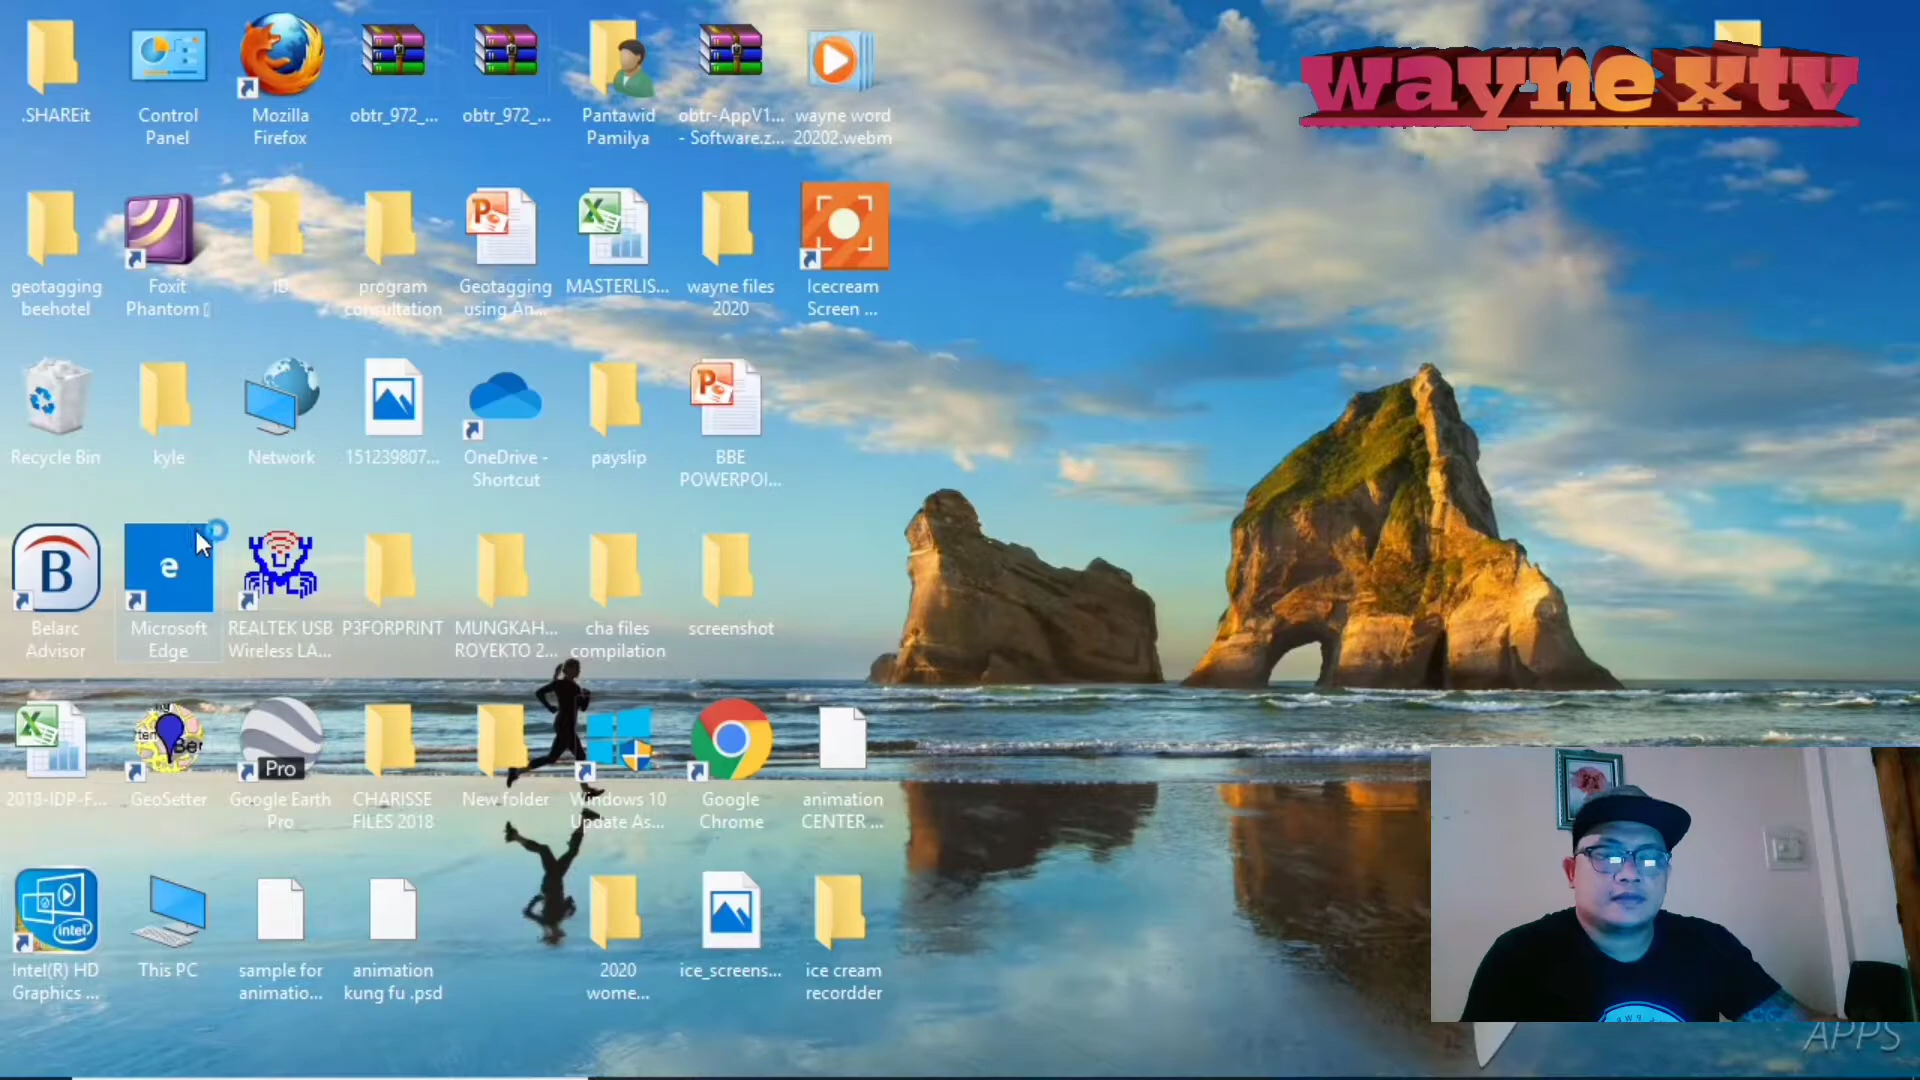 wayne xtv
.SHAREit
Control
Panel
Mozilla
Firefox
obtr_972_...
obtr_972_...
Pantawid
Pamilya
obtr-AppV1...
- Software.z...
wayne word
20202.webm
geotagging
beehotel
Foxit
Phantom
ID
program
consultation
Geotagging
using An...
MASTERLIS...
wayne files
2020
Icecream
Screen ...
Recycle Bin
kyle
Network
151239807...
OneDrive -
Shortcut
payslip
BBE
POWERPOI...
B
e
Belarc
Advisor
Microsoft
Edge
REALTEK USB
Wireless LA...
P3FORPRINT
MUNGKAH...
ROYEKTO 2...
cha files
compilation
screenshot
Pro
2018-IDP-F...
GeoSetter
Google Earth
Pro
CHARISSE
FILES 2018
New folder
Windows 10
Update As...
Google
Chrome
animation
CENTER ...
intel
Intel(R) HD
Graphics ...
This PC
sample for
animatio...
animation
kung fu .psd
2020
wome...
ice_screens...
ice cream
recordder
APPS